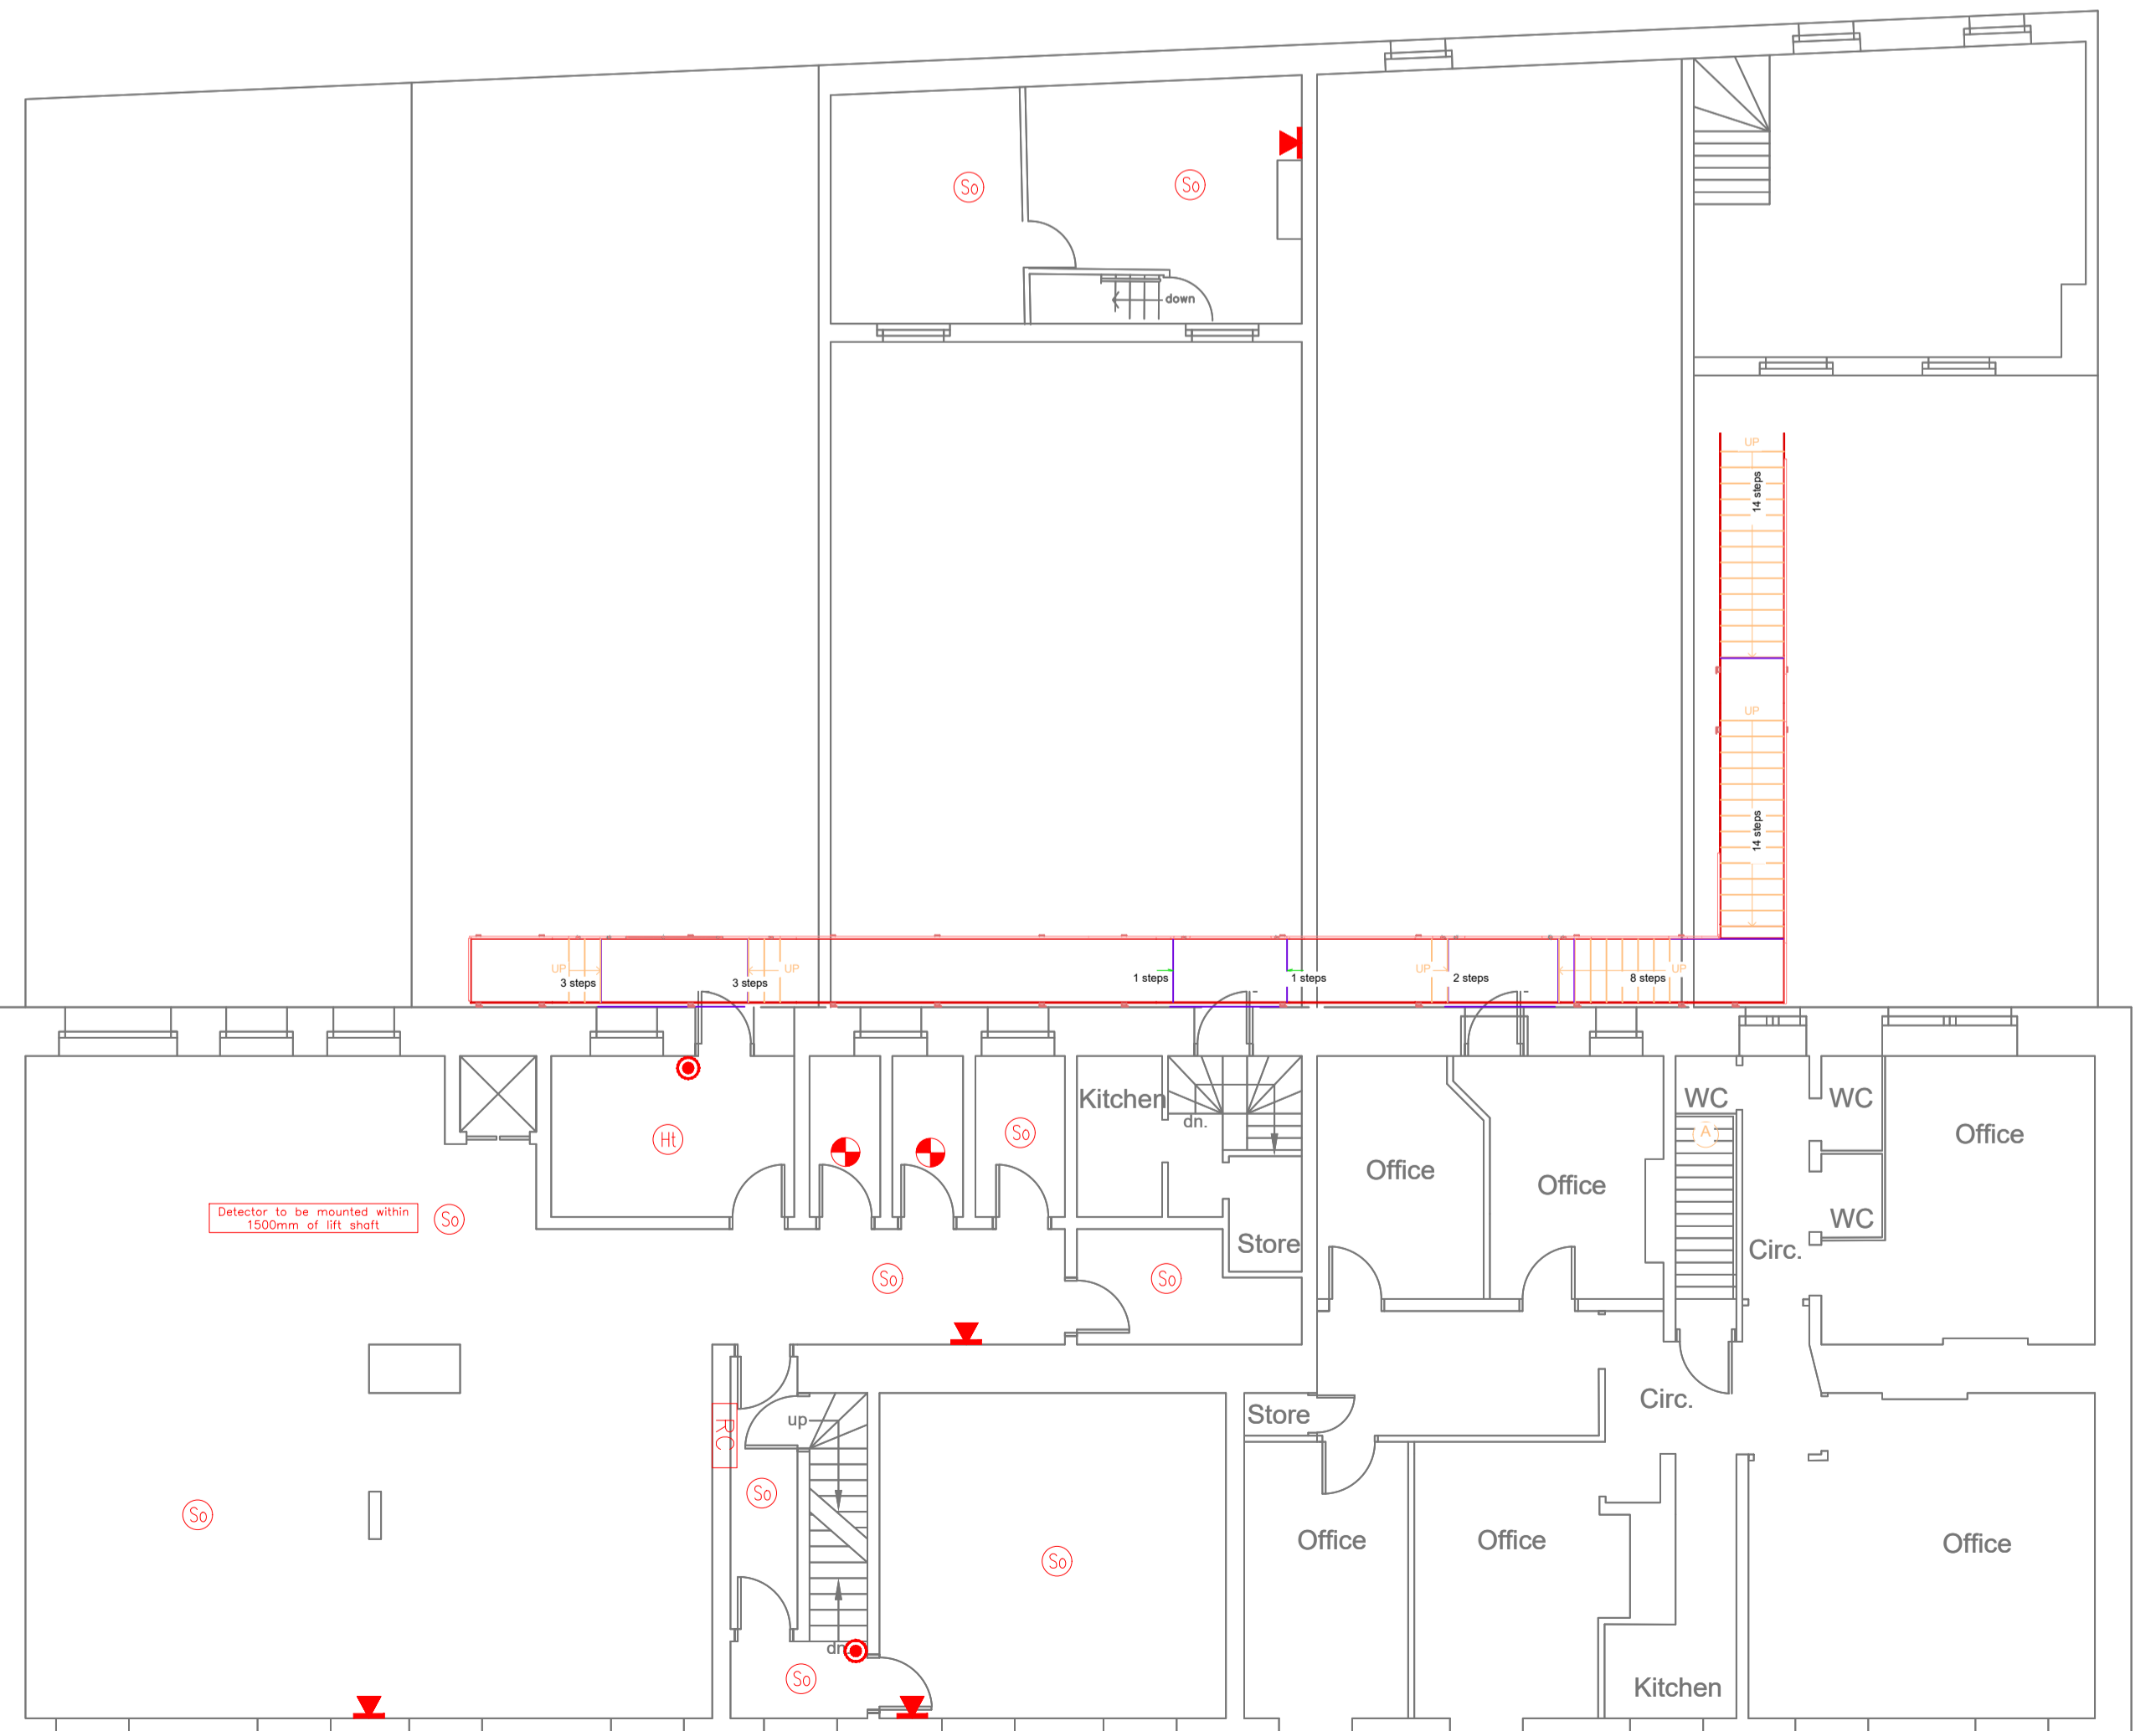 So
So
down
UP
14 steps
UP
14 steps
UP
3 steps
3 steps
UP
1 steps
1 steps
UP
2 steps
8 steps
UP
Kitchen
dn.
WC
A
WC
Office
Ht
So
Office
Office
Detector to be mounted within
1500mm of lift shaft
So
WC
Store
Circ.
So
So
Circ.
Store
up
RC
So
So
So
Office
Office
Office
dn.
So
Kitchen